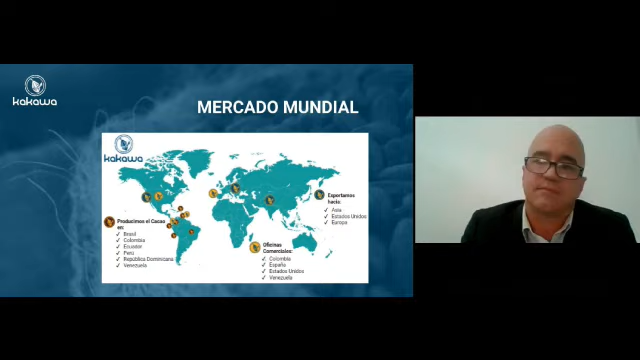 kakawa
MERCADO MUNDIAL
kakawa
Exportamos
hacia:
✓ Asia
✓ Estados Unidos
✓ Europa
Producimos el Cacao
en:
✓ Brasil
✓ Colombia
✓ Ecuador
✓ Perú
✓ República Dominicana
✓ Venezuela
Oficinas
Comerciales:
✓ Colombia
✓ España
✓ Estados Unidos
✓ Venezuela